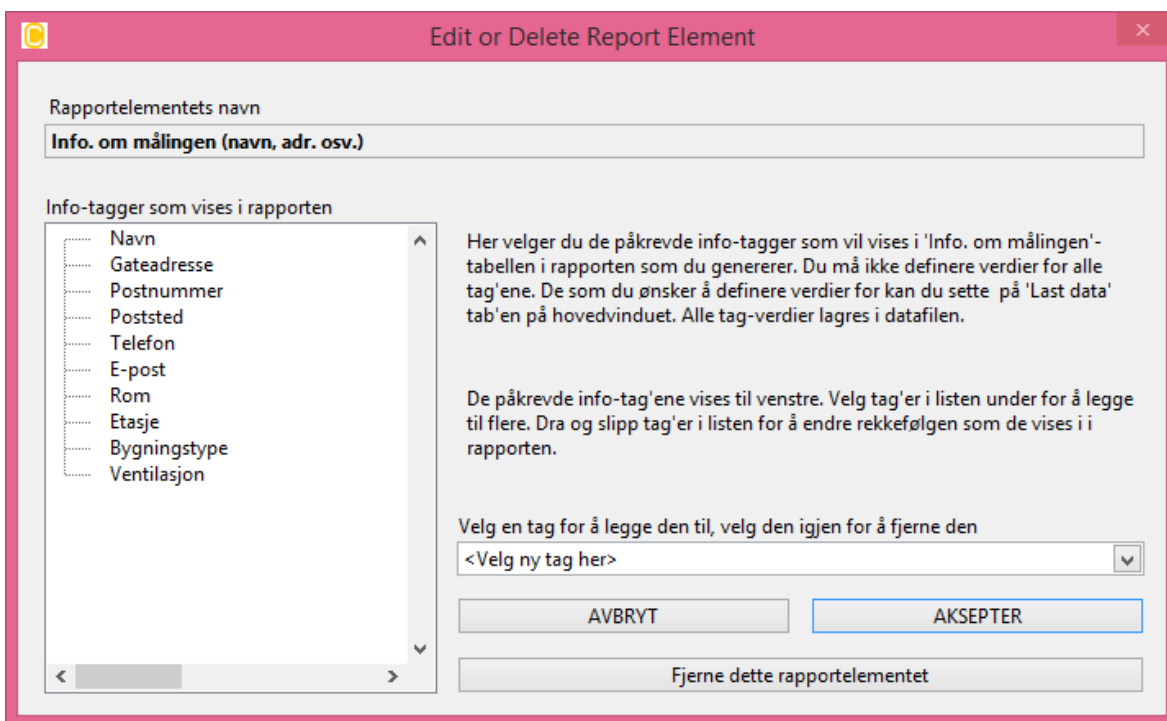 C
Edit or Delete Report Element
×
Rapportelementets navn
Info. om målingen (navn, adr. osv.)
Info-tagger som vises i rapporten
Navn
Gateadresse
Postnummer
Poststed
Telefon
E-post
Rom
Etasje
Bygningstype
Ventilasjon
Her velger du de påkrevde info-tagger som vil vises i 'Info. om målingen'-
tabellen i rapporten som du genererer. Du må ikke definere verdier for alle
tag'ene. De som du ønsker å definere verdier for kan du sette  på 'Last data'
tab'en på hovedvinduet. Alle tag-verdier lagres i datafilen.
De påkrevde info-tag'ene vises til venstre. Velg tag'er i listen under for å legge
til flere. Dra og slipp tag'er i listen for å endre rekkefølgen som de vises i i
rapporten.
Velg en tag for å legge den til, velg den igjen for å fjerne den
<Velg ny tag her>
AVBRYT
AKSEPTER
Fjerne dette rapportelementet